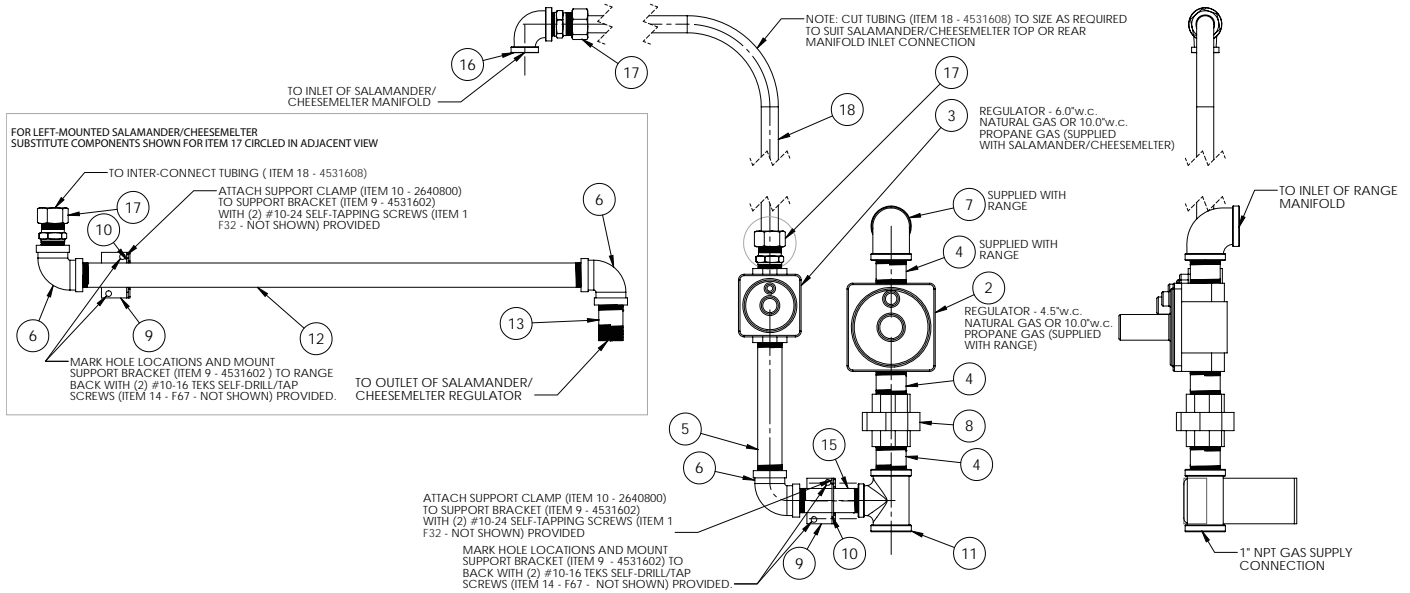 NOTE: CUT TUBING (ITEM 18 - 4531608) TO SIZE AS REQUIRED
TO SUIT SALAMANDER/CHEESEMELTER TOP OR REAR
MANIFOLD INLET CONNECTION
16
17
17
TO INLET OF SALAMANDER/
CHEESEMELTER MANIFOLD
18
3
REGULATOR - 6.0"w.c.
NATURAL GAS OR 10.0"w.c.
PROPANE GAS (SUPPLIED
WITH SALAMANDER/CHEESEMELTER)
FOR LEFT-MOUNTED SALAMANDER/CHEESEMELTER
SUBSTITUTE COMPONENTS SHOWN FOR ITEM 17 CIRCLED IN ADJACENT VIEW
TO INTER-CONNECT TUBING ( ITEM 18 - 4531608)
ATTACH SUPPORT CLAMP (ITEM 10 - 2640800)
TO SUPPORT BRACKET (ITEM 9 - 4531602)
WITH (2) #10-24 SELF-TAPPING SCREWS (ITEM 1
F32 - NOT SHOWN) PROVIDED
17
10
6
6
9
12
13
MARK HOLE LOCATIONS AND MOUNT
SUPPORT BRACKET (ITEM 9 - 4531602 ) TO RANGE
BACK WITH (2) #10-16 TEKS SELF-DRILL/TAP
SCREWS (ITEM 14 - F67 - NOT SHOWN) PROVIDED.
TO OUTLET OF SALAMANDER/
CHEESEMELTER REGULATOR
7
SUPPLIED WITH
RANGE
TO INLET OF RANGE
MANIFOLD
4
SUPPLIED WITH
RANGE
2
REGULATOR - 4.5"w.c.
NATURAL GAS OR 10.0"w.c.
PROPANE GAS (SUPPLIED
WITH RANGE)
4
8
5
15
4
6
ATTACH SUPPORT CLAMP (ITEM 10 - 2640800)
TO SUPPORT BRACKET (ITEM 9 - 4531602)
WITH (2) #10-24 SELF-TAPPING SCREWS (ITEM 1
F32 - NOT SHOWN) PROVIDED
MARK HOLE LOCATIONS AND MOUNT
SUPPORT BRACKET (ITEM 9 - 4531602) TO
BACK WITH (2) #10-16 TEKS SELF-DRILL/TAP
SCREWS (ITEM 14 - F67 - NOT SHOWN) PROVIDED.
9
10
11
1" NPT GAS SUPPLY
CONNECTION